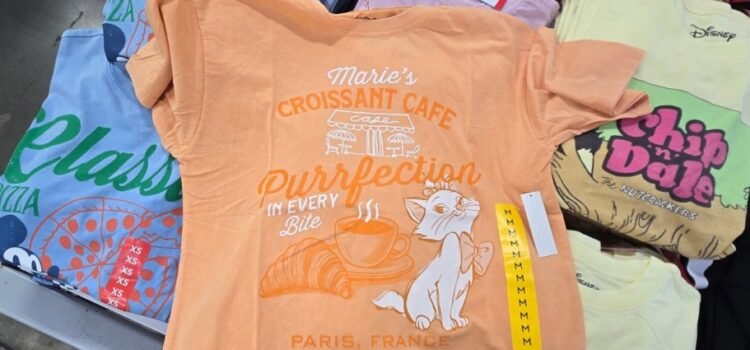 Marie's
CROISSANT CAFE
Cafe
Purrfection
IN EVERY
Bite
PARIS, FRANCE
M
M
M
M
M
M
M
M
M
M
M
Classic
PIZZA
XS
XS
XS
XS
XS
Disney
Chip
'n'
Dale
The NUTCRACKERS
Disney